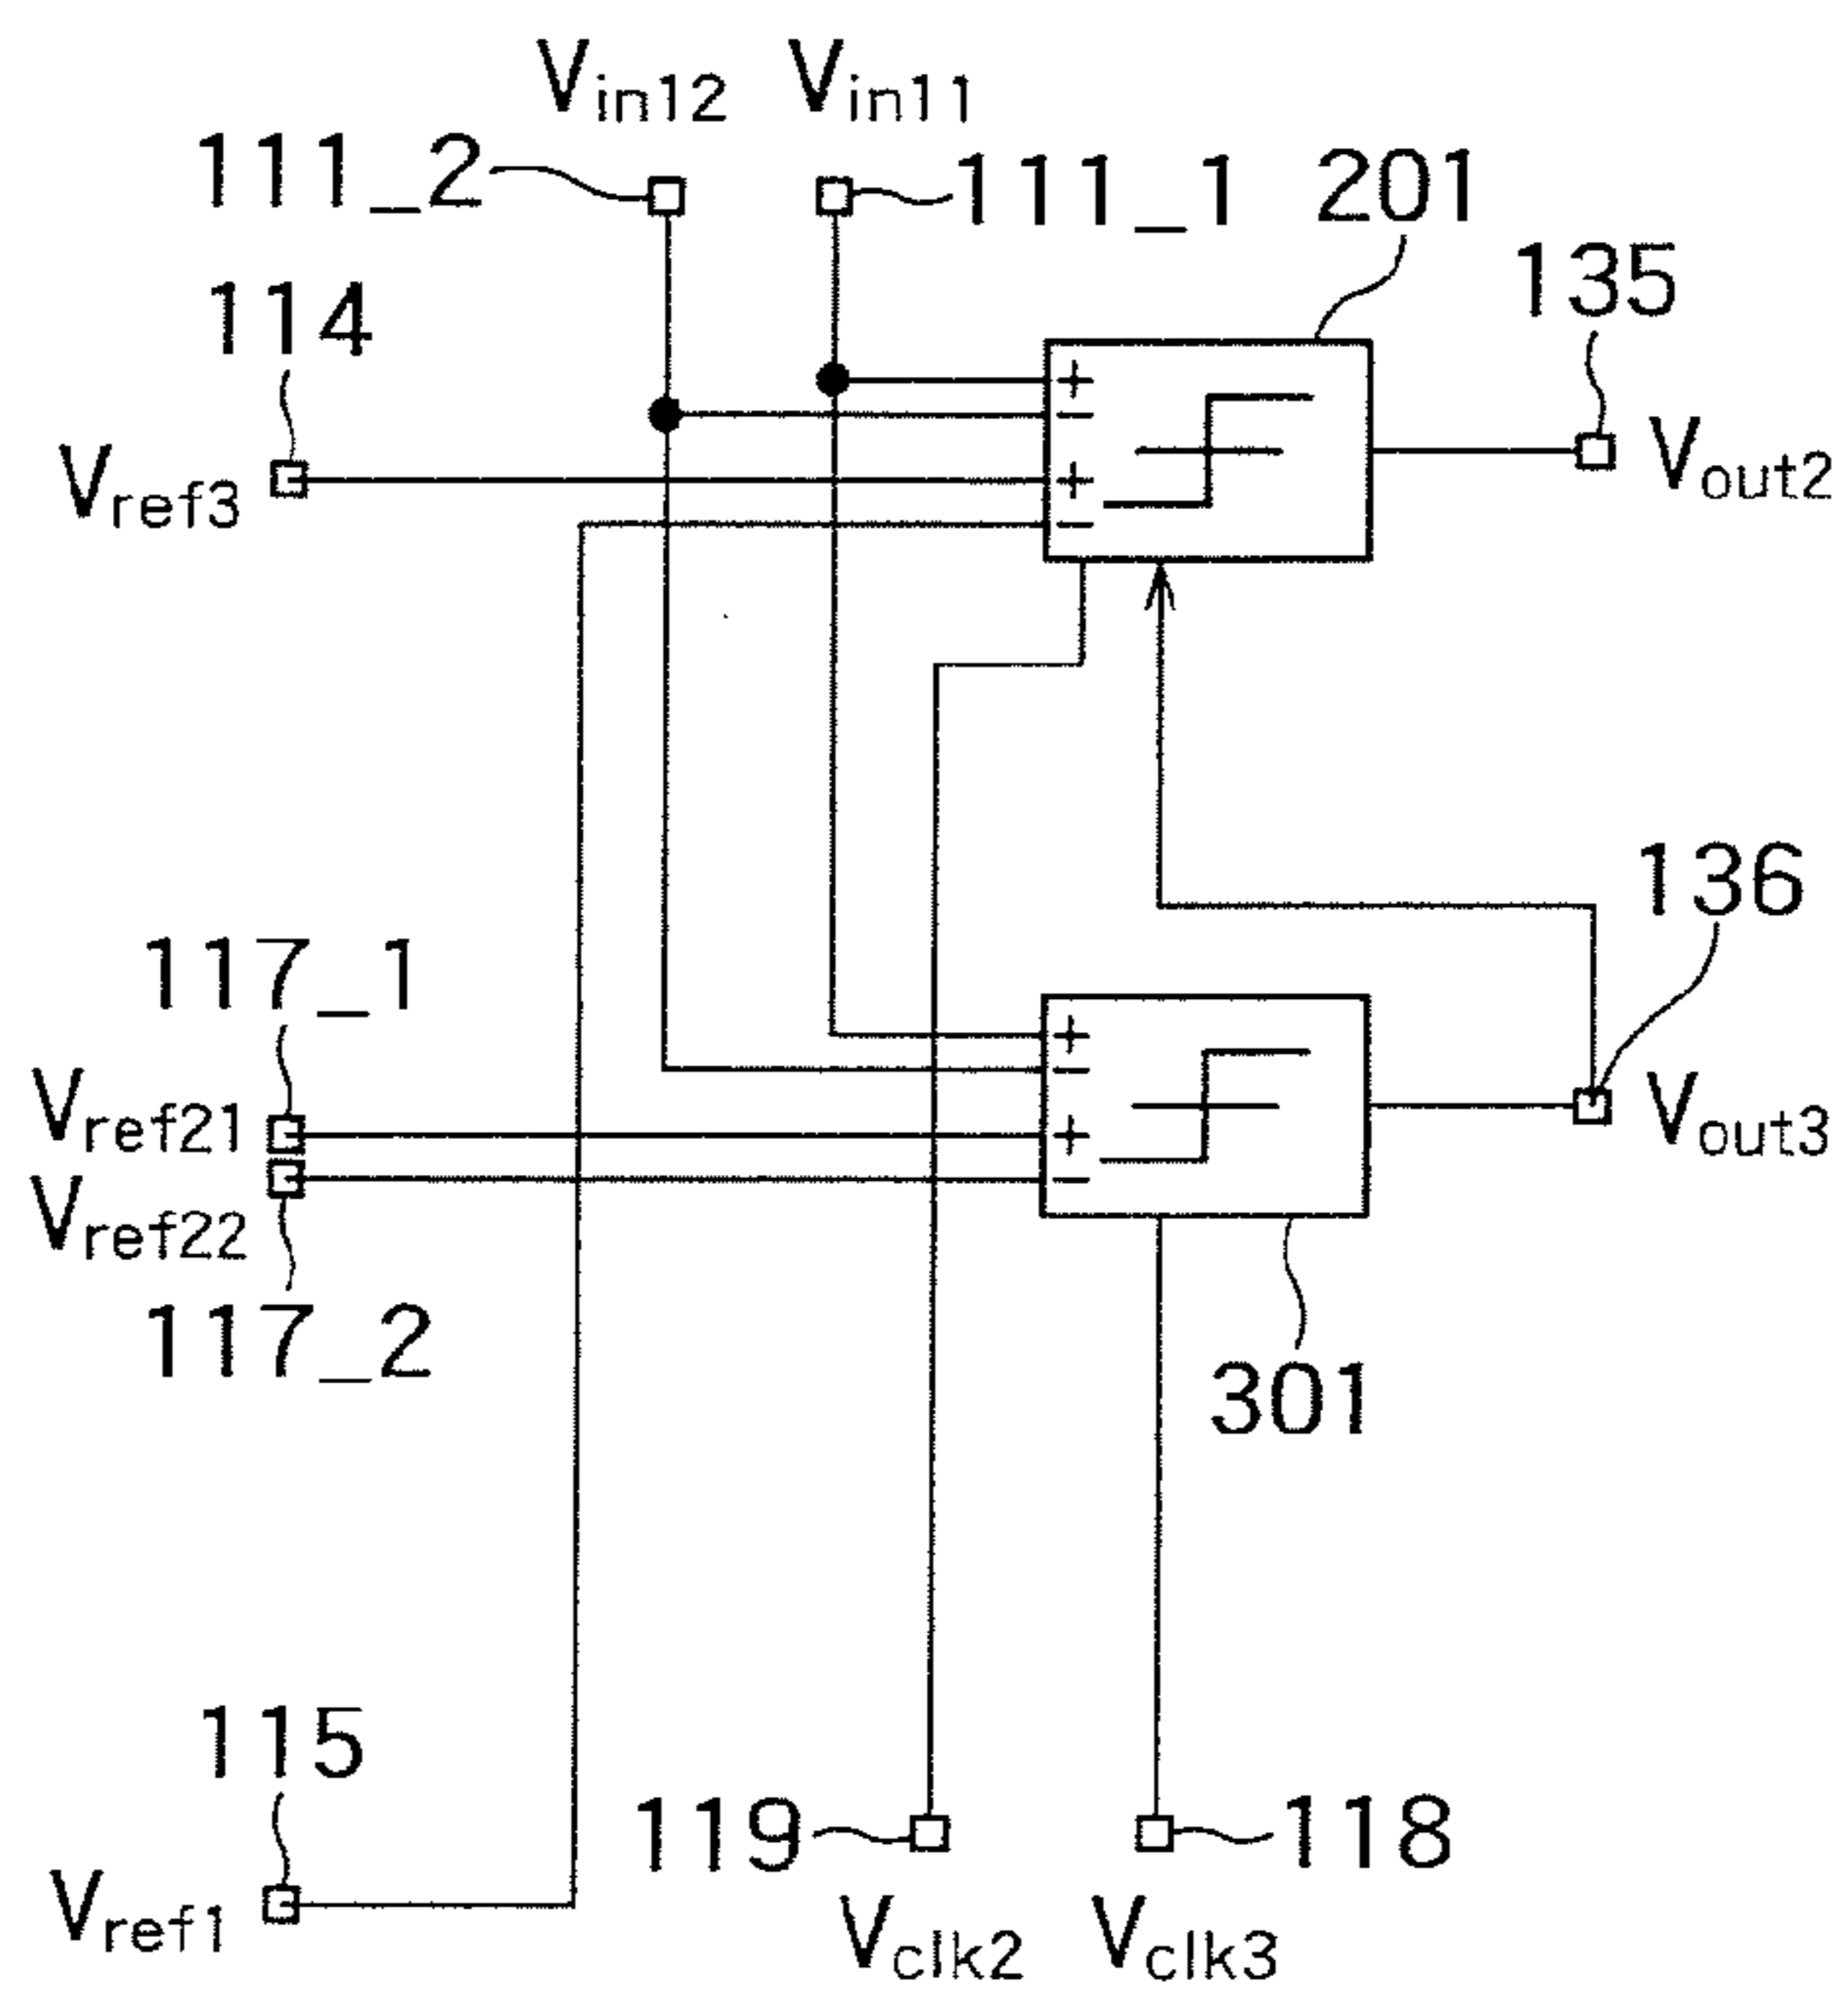 Vin12 Vin11
111_2 111_1 201
114 135
Vref3 Vout2
+
−
+
−
136
117_1
Vref21 Vout3
Vref22
+
−
+
−
117_2
301
115
119 118
Vref1
Vclk2 Vclk3